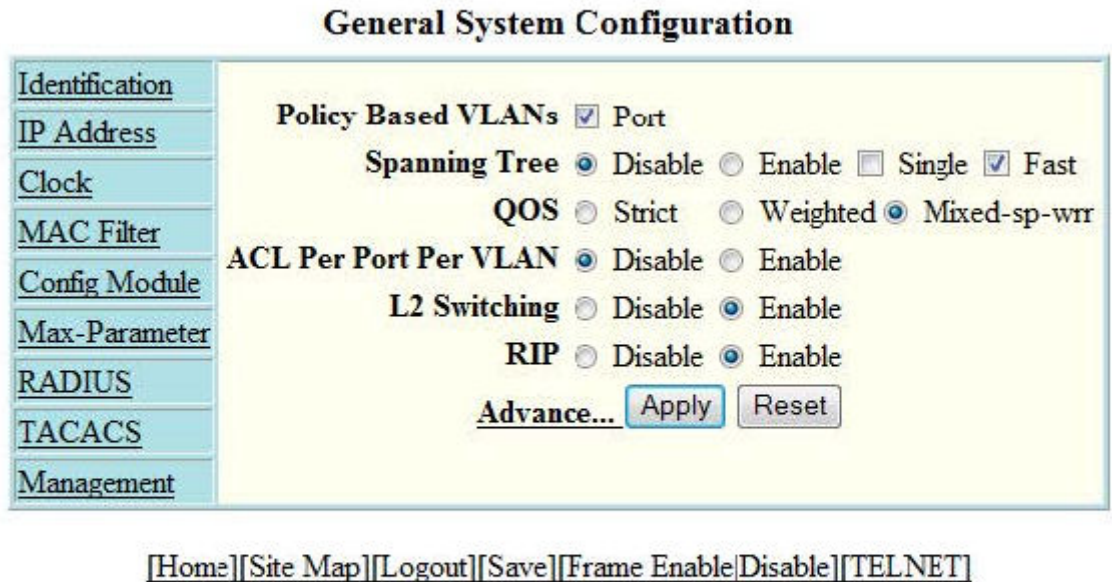 General System Configuration
Identification
IP Address
Clock
MAC Filter
Config Module
Max-Parameter
RADIUS
TACACS
Management
Policy Based VLANs Port
Spanning Tree Disable Enable Single Fast
QOS Strict Weighted Mixed-sp-wrr
ACL Per Port Per VLAN Disable Enable
L2 Switching Disable Enable
RIP Disable Enable
Advance... Apply Reset
[Home][Site Map][Logout][Save][Frame Enable|Disable][TELNET]